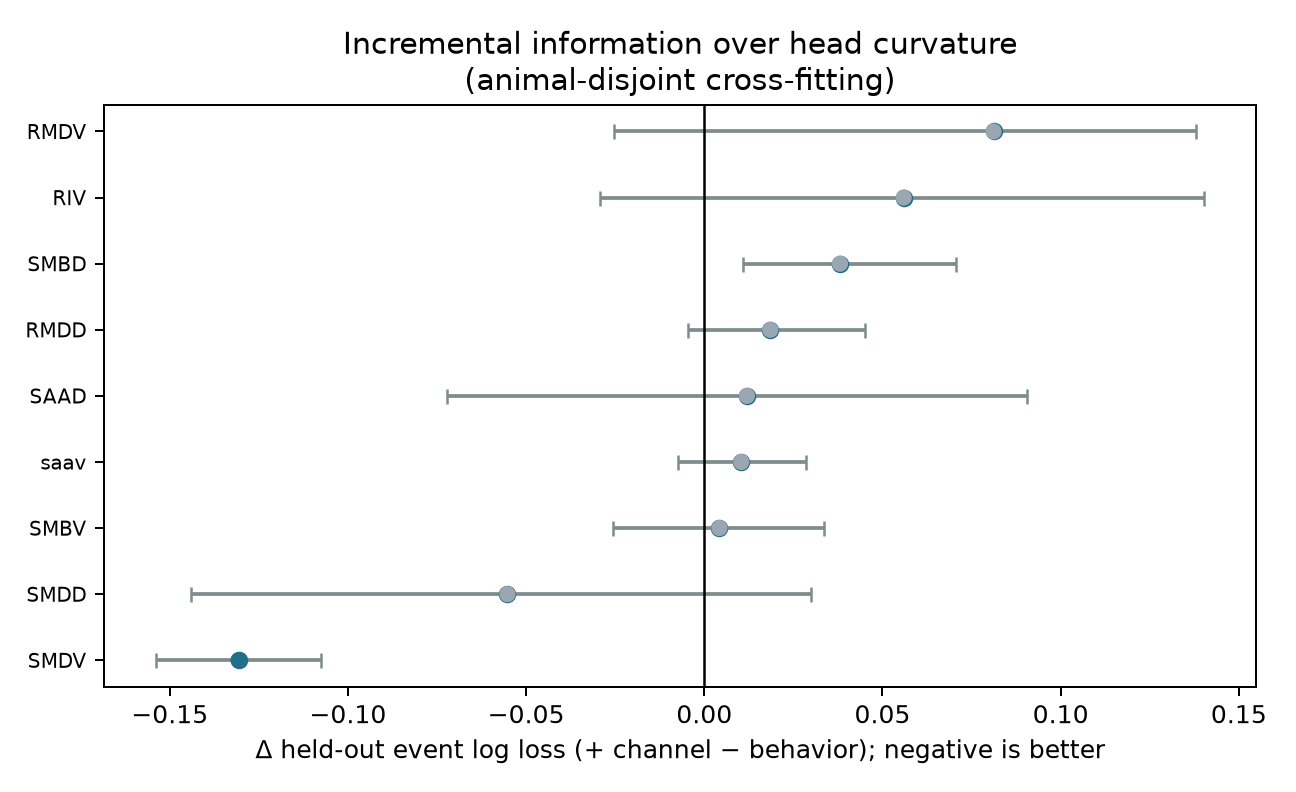 Incremental information over head curvature
(animal-disjoint cross-fitting)
RMDV
RIV
SMBD
RMDD
SAAD
saav
SMBV
SMDD
SMDV
−0.15
−0.10
−0.05
0.00
0.05
0.10
0.15
Δ held-out event log loss (+ channel − behavior); negative is better